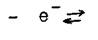 - e⁻ ⇄